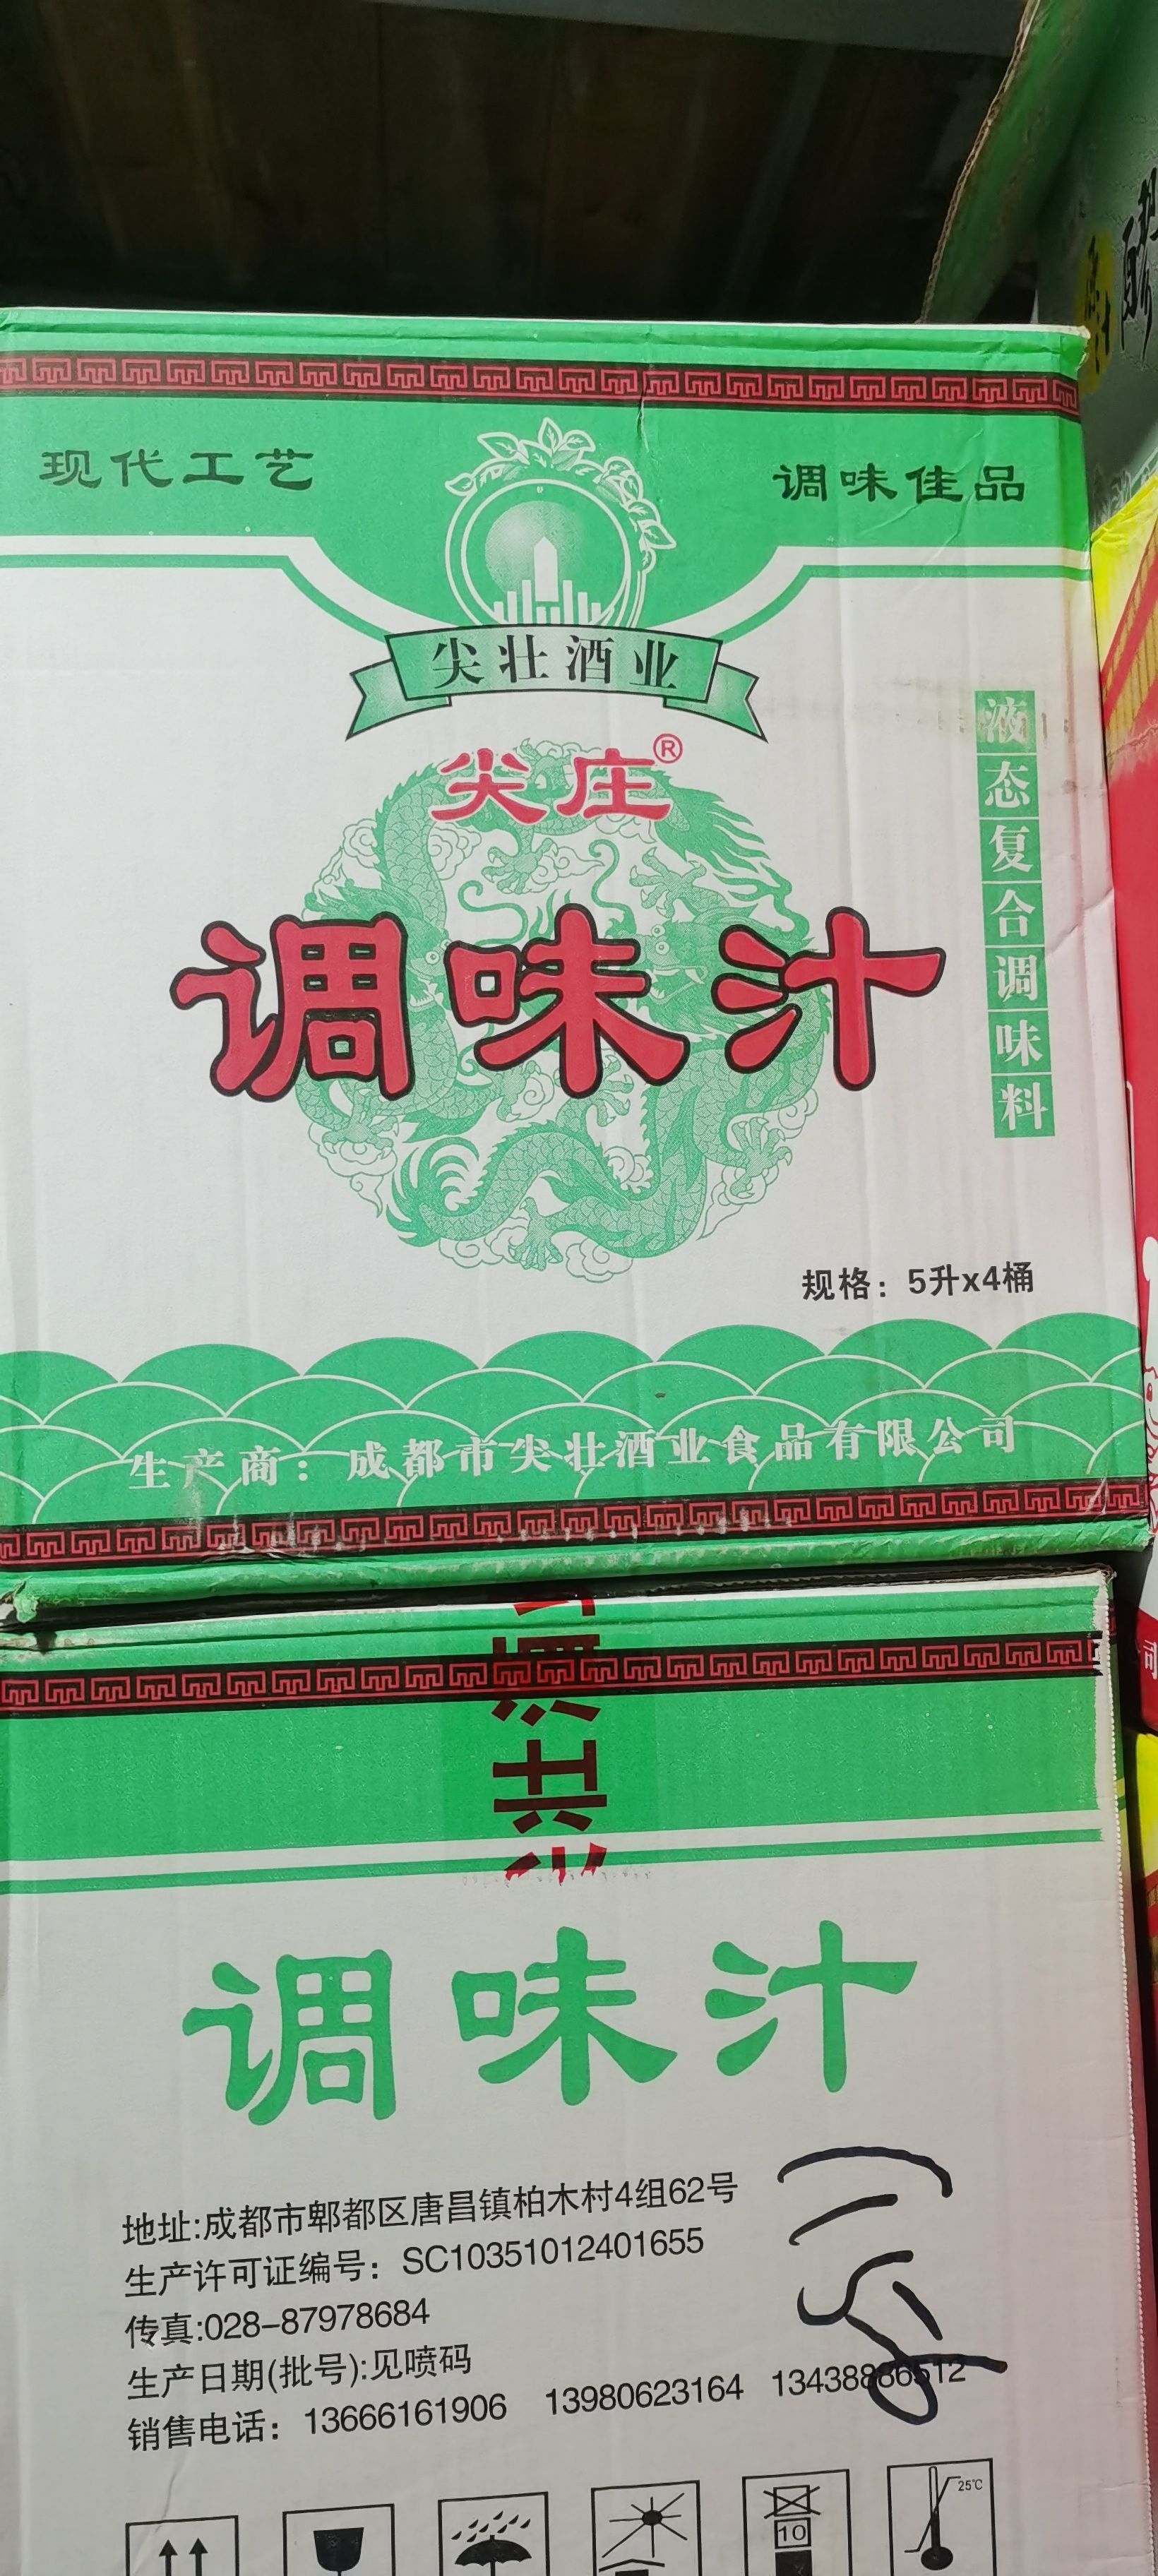 现代工艺
调味佳品
尖壮酒业
尖庄®
调味汁
液态复合调味料
规格：5升x4桶
生产商：成都市尖壮酒业食品有限公司
调味汁
地址:成都市郫都区唐昌镇柏木村4组62号
生产许可证编号：SC10351012401655
传真:028-87978684
生产日期(批号):见喷码
销售电话：13666161906 13980623164 13438886512
25℃
10
司